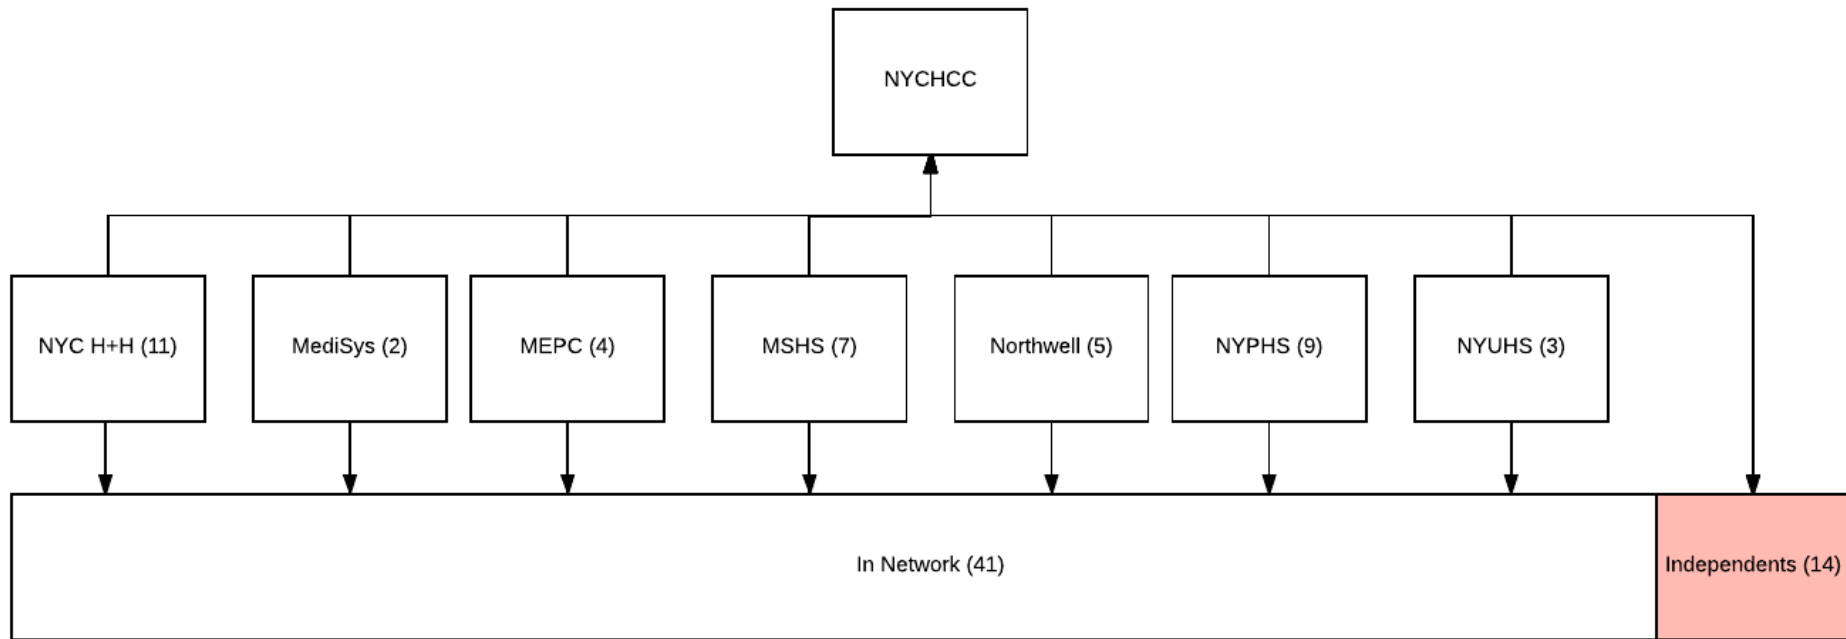 NYCHCC
NYC H+H (11)
MediSys (2)
MEPC (4)
MSHS (7)
Northwell (5)
NYPHS (9)
NYUHS (3)
In Network (41)
Independents (14)